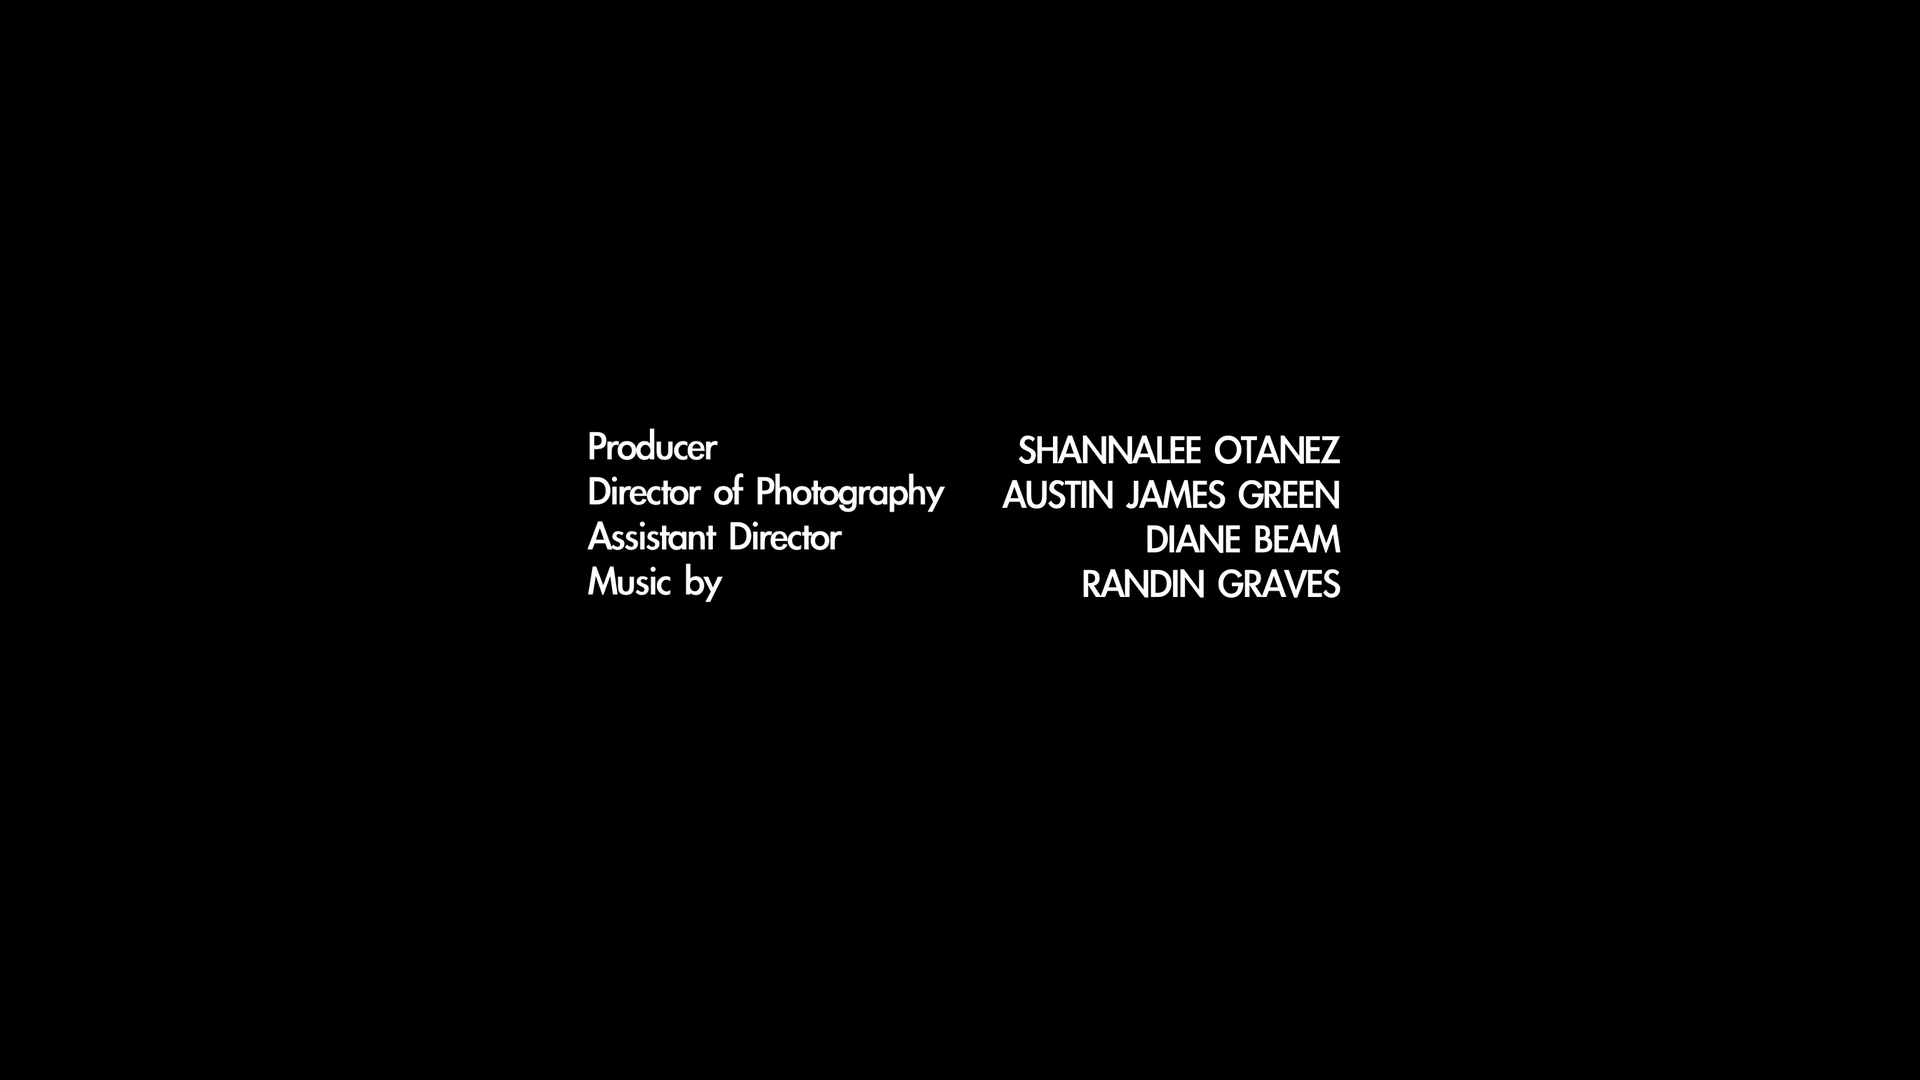 Producer SHANNALEE OTANEZ
Director of Photography AUSTIN JAMES GREEN
Assistant Director DIANE BEAM
Music by RANDIN GRAVES